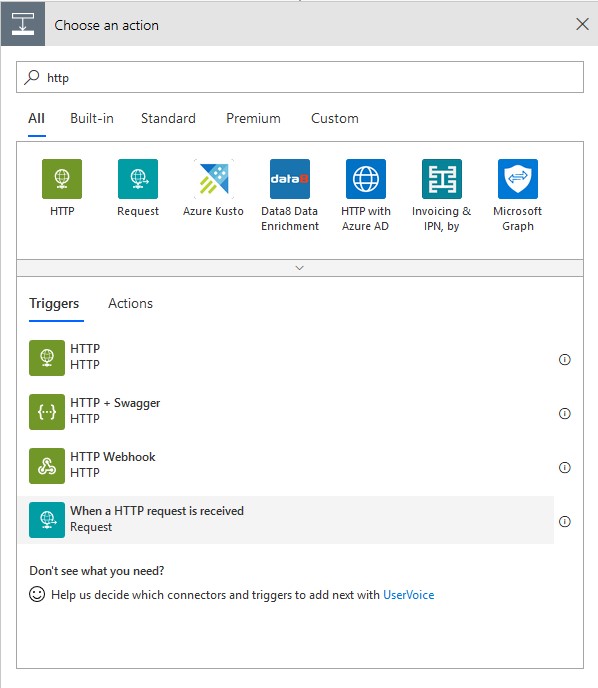 Choose an action
http
All Built-in Standard Premium Custom
data8
HTTP Request Azure Kusto Data8 Data Enrichment HTTP with Azure AD Invoicing & IPN, by Microsoft Graph
Triggers Actions
HTTP
HTTP
HTTP + Swagger
HTTP
HTTP Webhook
HTTP
When a HTTP request is received
Request
Don't see what you need?
Help us decide which connectors and triggers to add next with UserVoice